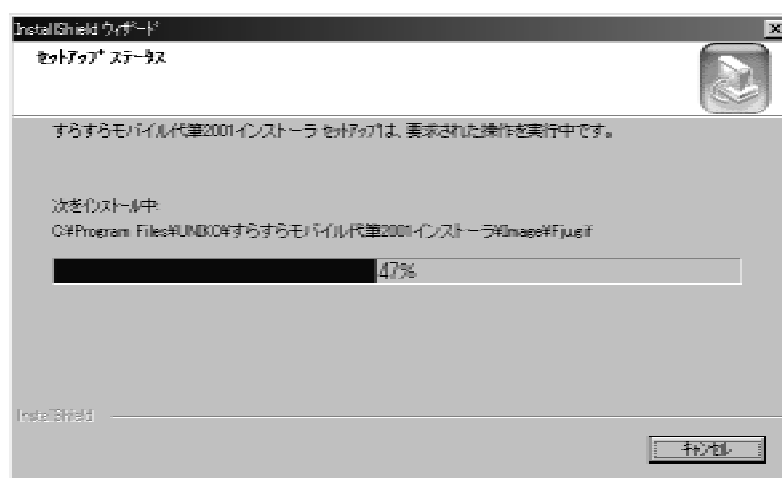 InstallShield ウィザード
セットアップ ステータス
すらすらモバイル代筆2001インストーラ セットアップは、要求された操作を実行中です。
次をインストール中:
C:¥Program Files¥UNIKO¥すらすらモバイル代筆2001インストーラ¥Image¥Fju.gif
47%
InstallShield
キャンセル